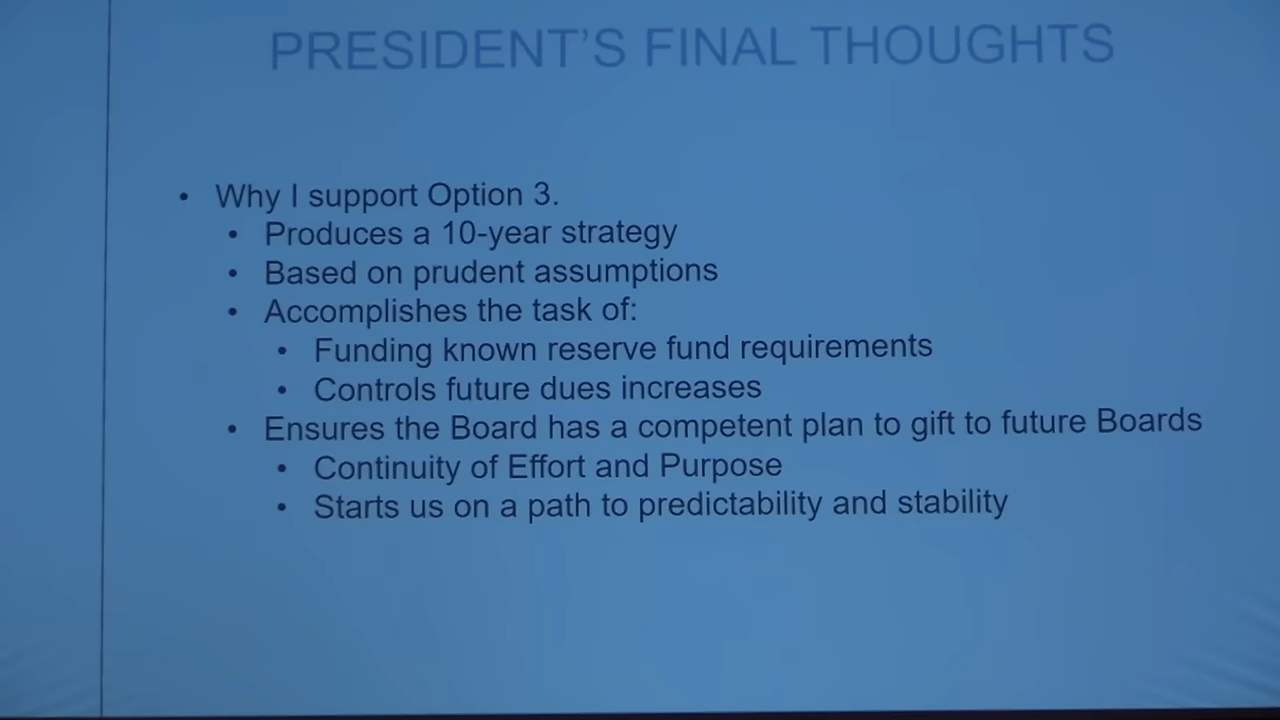 PRESIDENT'S FINAL THOUGHTS
• Why I support Option 3.
• Produces a 10-year strategy
• Based on prudent assumptions
• Accomplishes the task of:
• Funding known reserve fund requirements
• Controls future dues increases
• Ensures the Board has a competent plan to gift to future Boards
• Continuity of Effort and Purpose
• Starts us on a path to predictability and stability